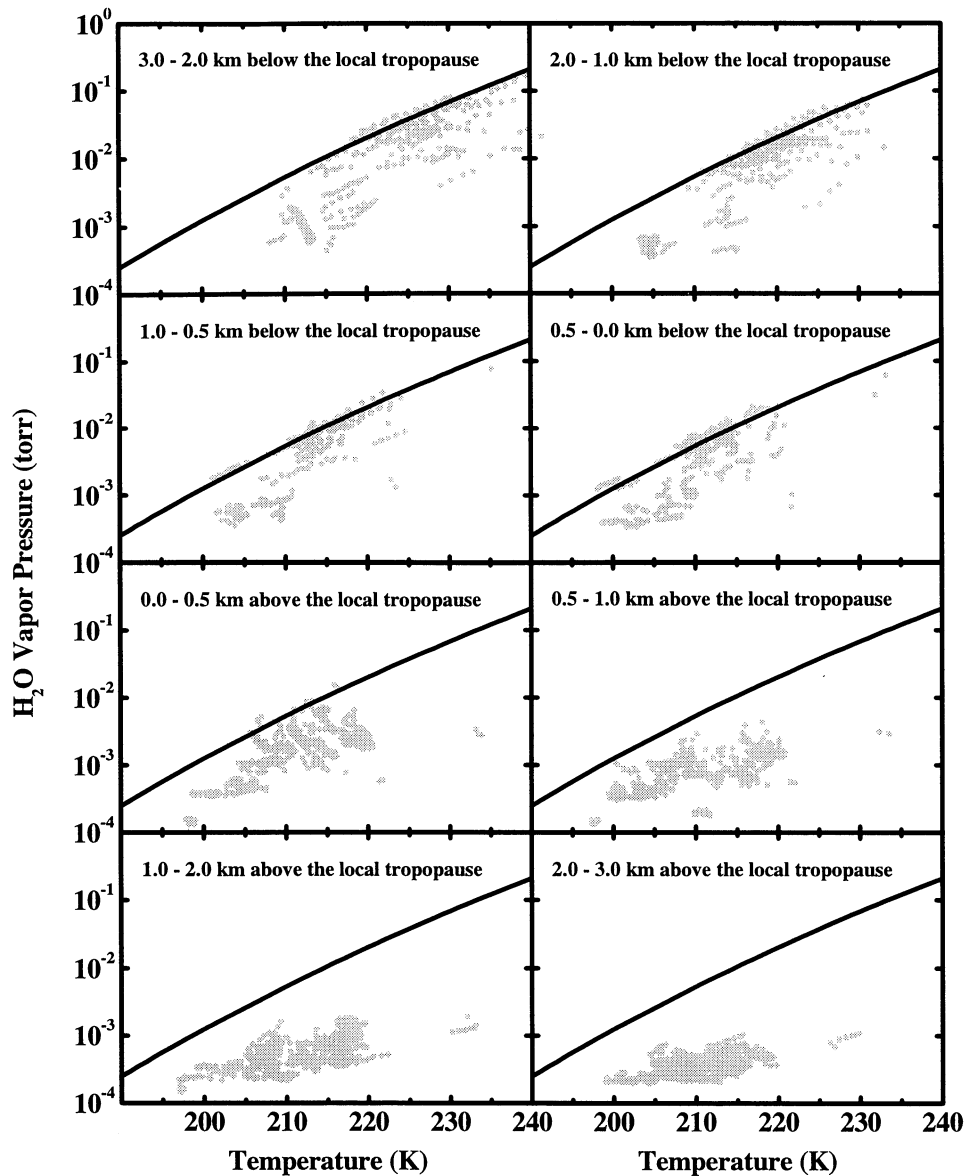 10^0
3.0 - 2.0 km below the local tropopause
2.0 - 1.0 km below the local tropopause
10^-1
10^-2
10^-3
10^-4
1.0 - 0.5 km below the local tropopause
0.5 - 0.0 km below the local tropopause
10^-1
10^-2
10^-3
10^-4
H₂O Vapor Pressure (torr)
0.0 - 0.5 km above the local tropopause
0.5 - 1.0 km above the local tropopause
10^-1
10^-2
10^-3
10^-4
1.0 - 2.0 km above the local tropopause
2.0 - 3.0 km above the local tropopause
10^-1
10^-2
10^-3
10^-4
200 210 220 230 240 200 210 220 230 240
Temperature (K) Temperature (K)